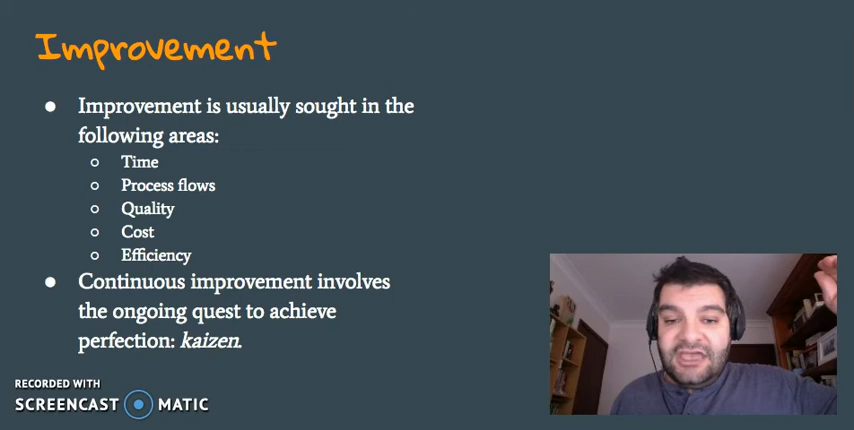 Improvement
● Improvement is usually sought in the
following areas:
○ Time
○ Process flows
○ Quality
○ Cost
○ Efficiency
● Continuous improvement involves
the ongoing quest to achieve
perfection: kaizen.
RECORDED WITH
SCREENCAST MATIC